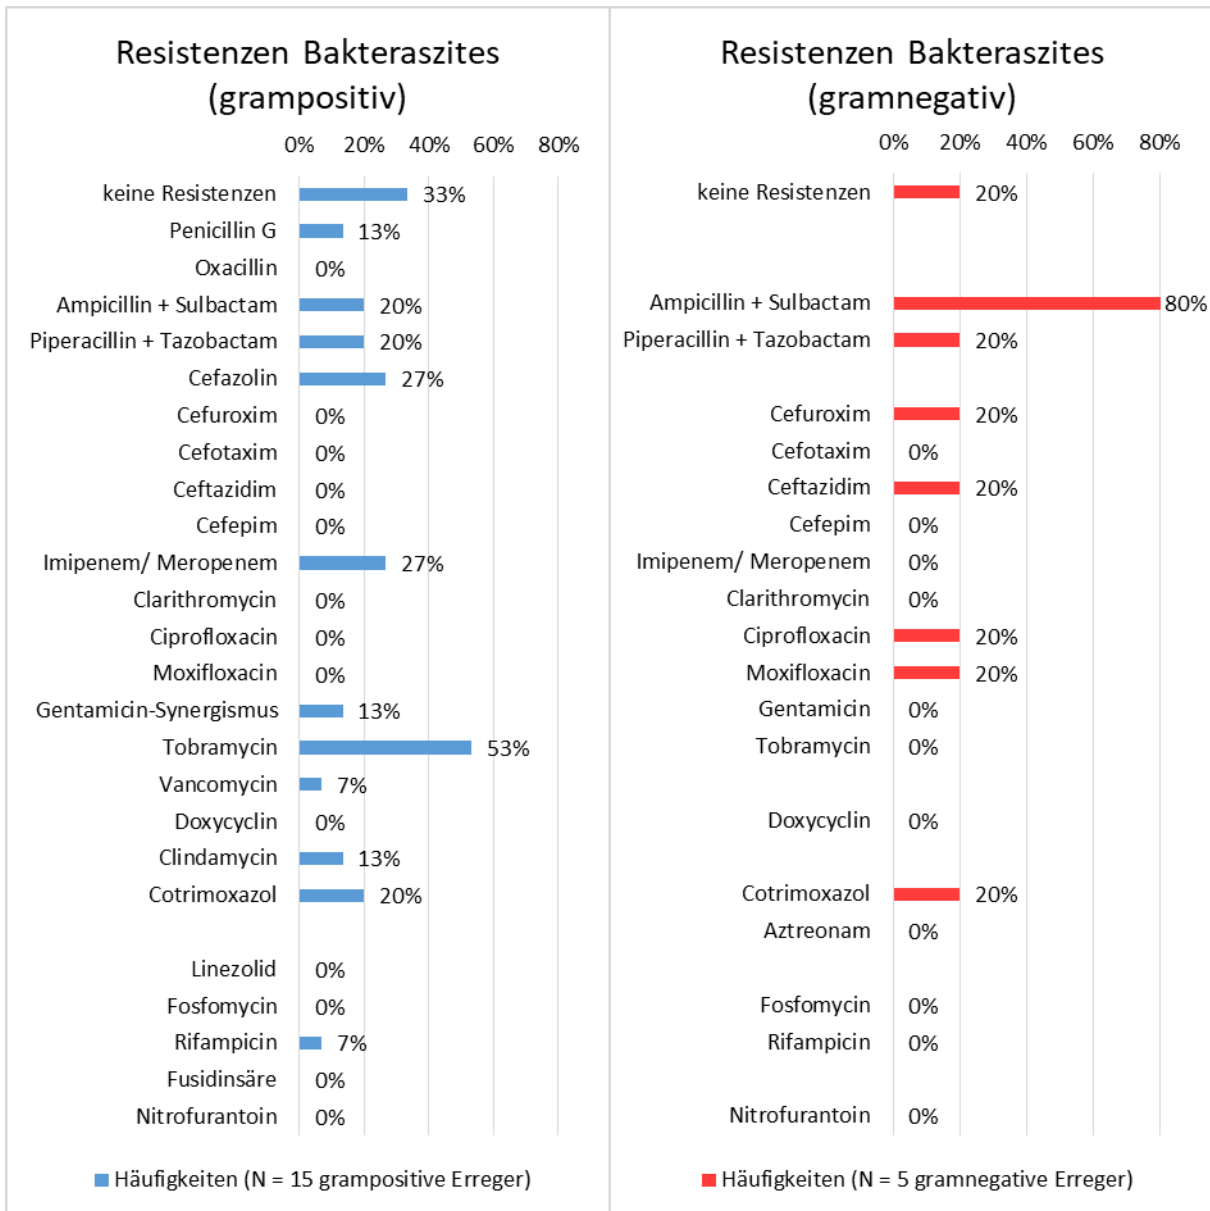 Resistenzen Bakteraszites
(grampositiv)
0% 20% 40% 60% 80%
keine Resistenzen 33%
Penicillin G 13%
Oxacillin 0%
Ampicillin + Sulbactam 20%
Piperacillin + Tazobactam 20%
Cefazolin 27%
Cefuroxim 0%
Cefotaxim 0%
Ceftazidim 0%
Cefepim 0%
Imipenem/ Meropenem 27%
Clarithromycin 0%
Ciprofloxacin 0%
Moxifloxacin 0%
Gentamicin-Synergismus 13%
Tobramycin 53%
Vancomycin 7%
Doxycyclin 0%
Clindamycin 13%
Cotrimoxazol 20%
Linezolid 0%
Fosfomycin 0%
Rifampicin 7%
Fusidinsäre 0%
Nitrofurantoin 0%
Häufigkeiten (N = 15 grampositive Erreger)
Resistenzen Bakteraszites
(gramnegativ)
0% 20% 40% 60% 80%
keine Resistenzen 20%
Ampicillin + Sulbactam 80%
Piperacillin + Tazobactam 20%
Cefuroxim 20%
Cefotaxim 0%
Ceftazidim 20%
Cefepim 0%
Imipenem/ Meropenem 0%
Clarithromycin 0%
Ciprofloxacin 20%
Moxifloxacin 20%
Gentamicin 0%
Tobramycin 0%
Doxycyclin 0%
Cotrimoxazol 20%
Aztreonam 0%
Fosfomycin 0%
Rifampicin 0%
Nitrofurantoin 0%
Häufigkeiten (N = 5 gramnegative Erreger)